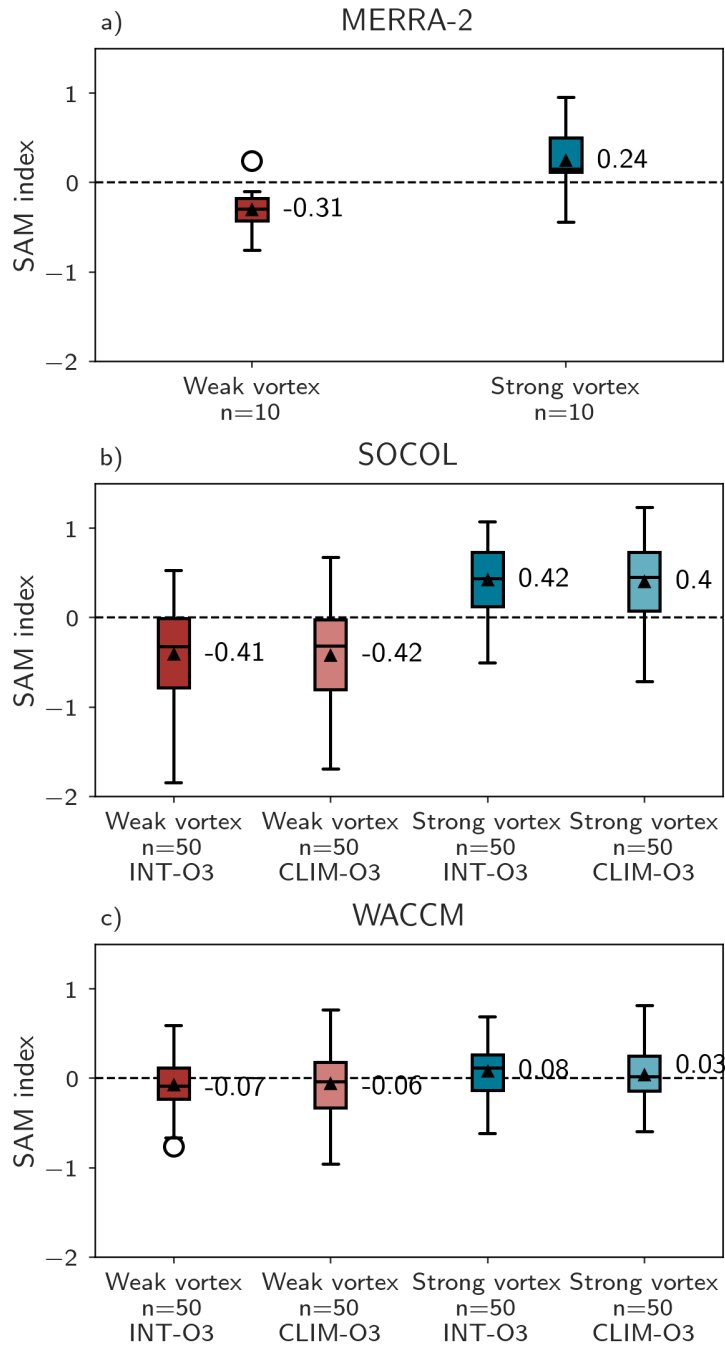 a)
MERRA-2
SAM index
1
0
−1
−2
-0.31
0.24
Weak vortex
n=10
Strong vortex
n=10
b)
SOCOL
SAM index
1
0
−1
−2
-0.41
-0.42
0.42
0.4
Weak vortex
n=50
INT-O3
Weak vortex
n=50
CLIM-O3
Strong vortex
n=50
INT-O3
Strong vortex
n=50
CLIM-O3
c)
WACCM
SAM index
1
0
−1
−2
-0.07
-0.06
0.08
0.03
Weak vortex
n=50
INT-O3
Weak vortex
n=50
CLIM-O3
Strong vortex
n=50
INT-O3
Strong vortex
n=50
CLIM-O3